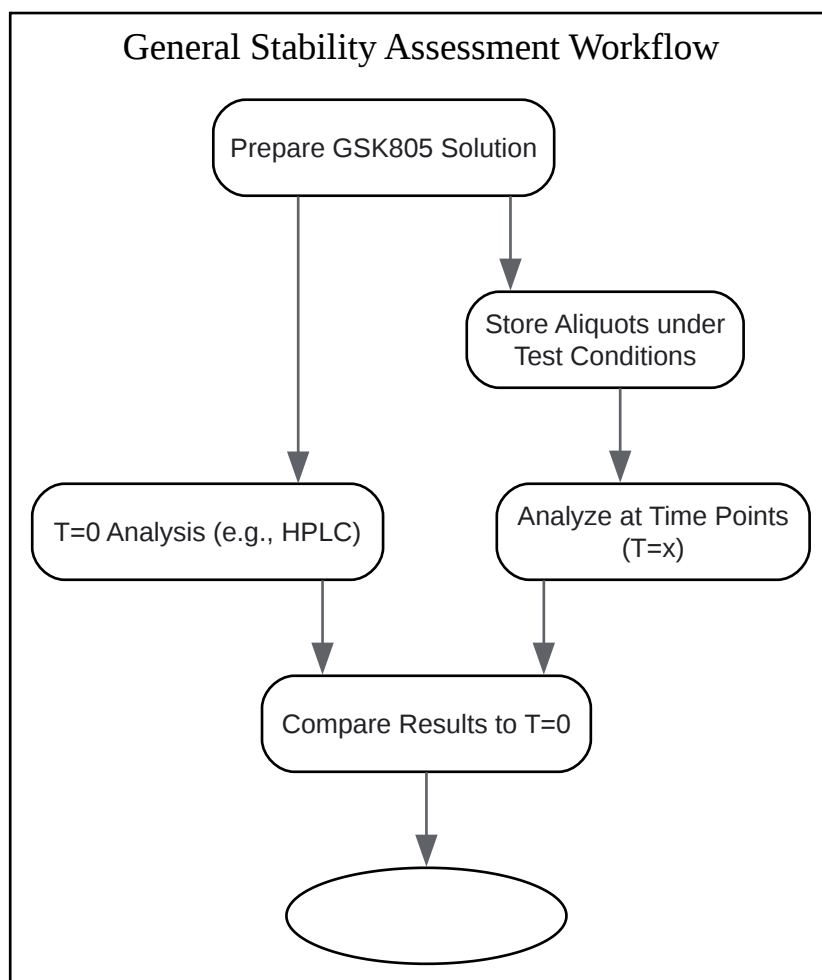 General Stability Assessment Workflow
Prepare GSK805 Solution
Store Aliquots under
Test Conditions
T=0 Analysis (e.g., HPLC)
Analyze at Time Points
(T=x)
Compare Results to T=0